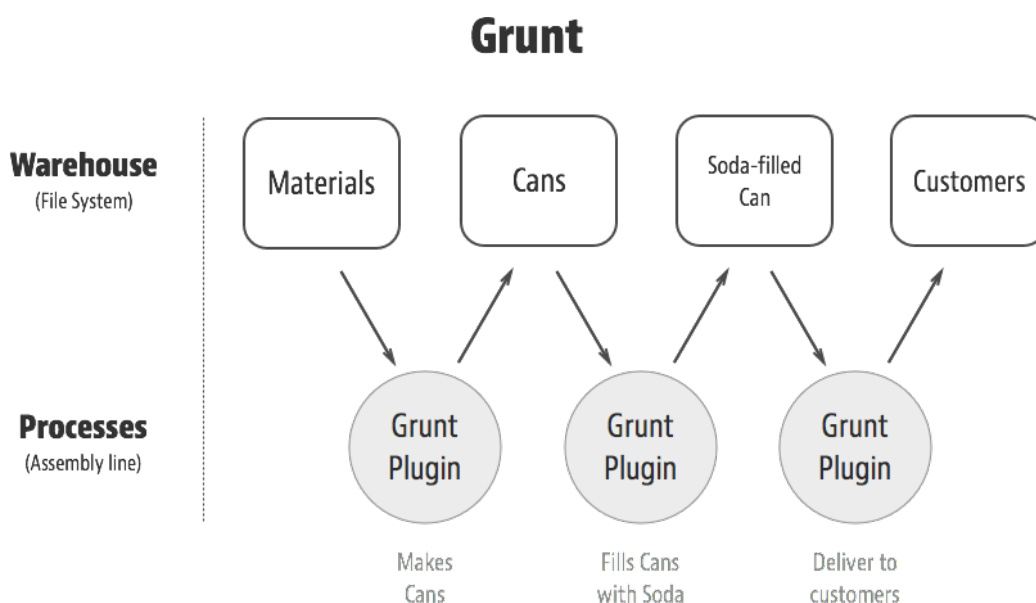 Grunt
Warehouse
(File System)
Materials
Cans
Soda-filled
Can
Customers
Processes
(Assembly line)
Grunt
Plugin
Grunt
Plugin
Grunt
Plugin
Makes
Cans
Fills Cans
with Soda
Deliver to
customers